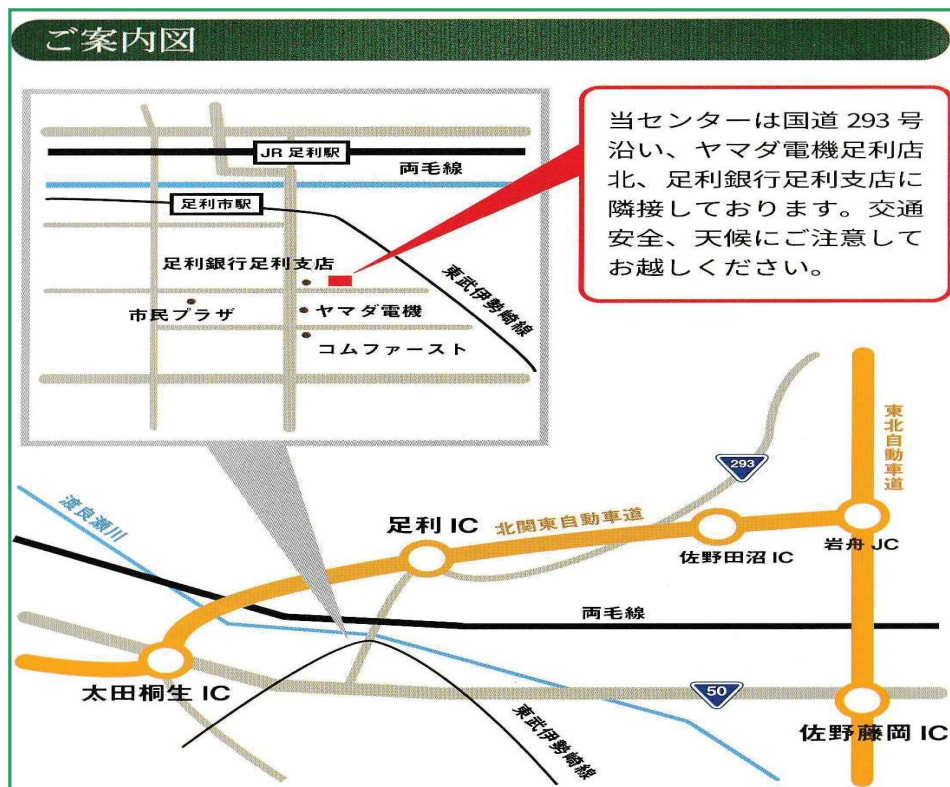 ご案内図
JR 足利駅
両毛線
足利市駅
足利銀行足利支店
東武伊勢崎線
市民プラザ
ヤマダ電機
コムファースト
当センターは国道 293 号
沿い、ヤマダ電機足利店
北、足利銀行足利支店に
隣接しております。交通
安全、天候にご注意して
お越しください。
東北自動車道
293
渡良瀬川
足利 IC
北関東自動車道
佐野田沼 IC
岩舟 JC
両毛線
太田桐生 IC
50
東武伊勢崎線
佐野藤岡 IC